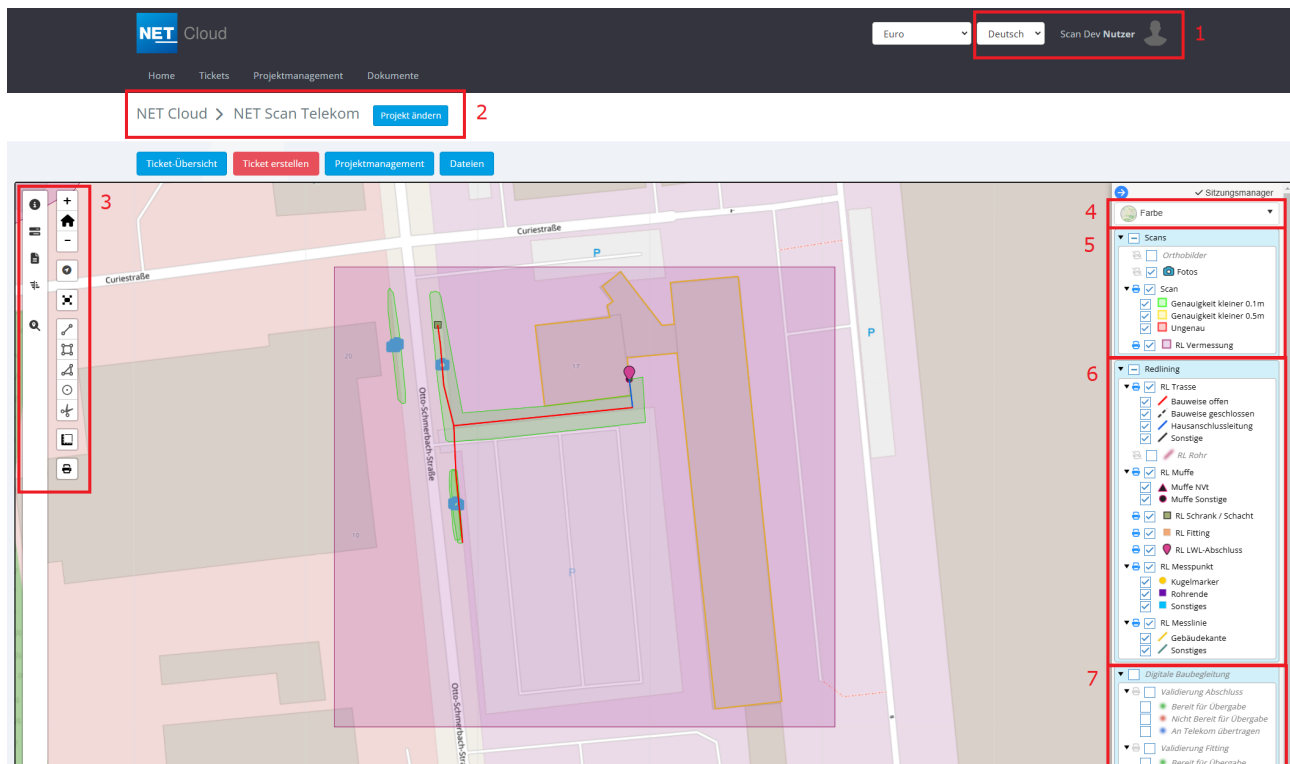 NET Cloud
Euro
Deutsch
Scan Dev Nutzer
1
Home Tickets Projektmanagement Dokumente
NET Cloud > NET Scan Telekom Projekt ändern
2
Ticket-Übersicht Ticket erstellen Projektmanagement Dateien
3
+
-
Curiestraße
Curiestraße
P
P
P
20
17
10
Otto-Schmerbach-Straße
Otto-Schmerbach-Str
Sitzungsmanager
4
Farbe
5
Scans
Orthobilder
Fotos
Scan
Genauigkeit kleiner 0.1m
Genauigkeit kleiner 0.5m
Ungenau
RL Vermessung
6
Redlining
RL Trasse
Bauweise offen
Bauweise geschlossen
Hausanschlussleitung
Sonstige
RL Rohr
RL Muffe
Muffe NVt
Muffe Sonstige
RL Schrank / Schacht
RL Fitting
RL LWL-Abschluss
RL Messpunkt
Kugelmarker
Rohrende
Sonstiges
RL Messlinie
Gebäudekante
Sonstiges
7
Digitale Baubegleitung
Validierung Abschluss
Bereit für Übergabe
Nicht Bereit für Übergabe
An Telekom übertragen
Validierung Fitting
Bereit für Übergabe